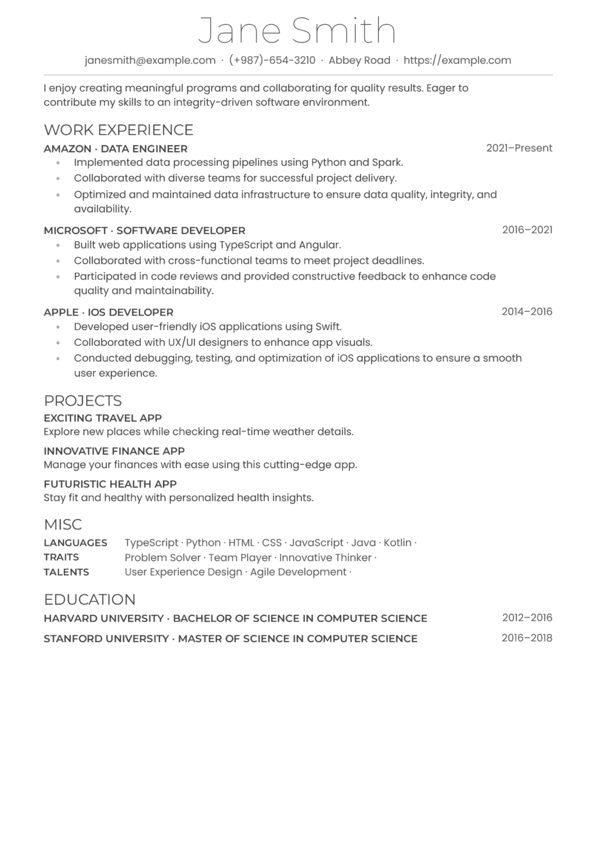 Jane Smith
janesmith@example.com · (+987)-654-3210 · Abbey Road · https://example.com
I enjoy creating meaningful programs and collaborating for quality results. Eager to
contribute my skills to an integrity-driven software environment.
WORK EXPERIENCE
AMAZON · DATA ENGINEER 2021–Present
• Implemented data processing pipelines using Python and Spark.
• Collaborated with diverse teams for successful project delivery.
• Optimized and maintained data infrastructure to ensure data quality, integrity, and
availability.
MICROSOFT · SOFTWARE DEVELOPER 2016–2021
• Built web applications using TypeScript and Angular.
• Collaborated with cross-functional teams to meet project deadlines.
• Participated in code reviews and provided constructive feedback to enhance code
quality and maintainability.
APPLE · IOS DEVELOPER 2014–2016
• Developed user-friendly iOS applications using Swift.
• Collaborated with UX/UI designers to enhance app visuals.
• Conducted debugging, testing, and optimization of iOS applications to ensure a smooth
user experience.
PROJECTS
EXCITING TRAVEL APP
Explore new places while checking real-time weather details.
INNOVATIVE FINANCE APP
Manage your finances with ease using this cutting-edge app.
FUTURISTIC HEALTH APP
Stay fit and healthy with personalized health insights.
MISC
LANGUAGES TypeScript · Python · HTML · CSS · JavaScript · Java · Kotlin ·
TRAITS Problem Solver · Team Player · Innovative Thinker ·
TALENTS User Experience Design · Agile Development ·
EDUCATION
HARVARD UNIVERSITY · BACHELOR OF SCIENCE IN COMPUTER SCIENCE 2012–2016
STANFORD UNIVERSITY · MASTER OF SCIENCE IN COMPUTER SCIENCE 2016–2018